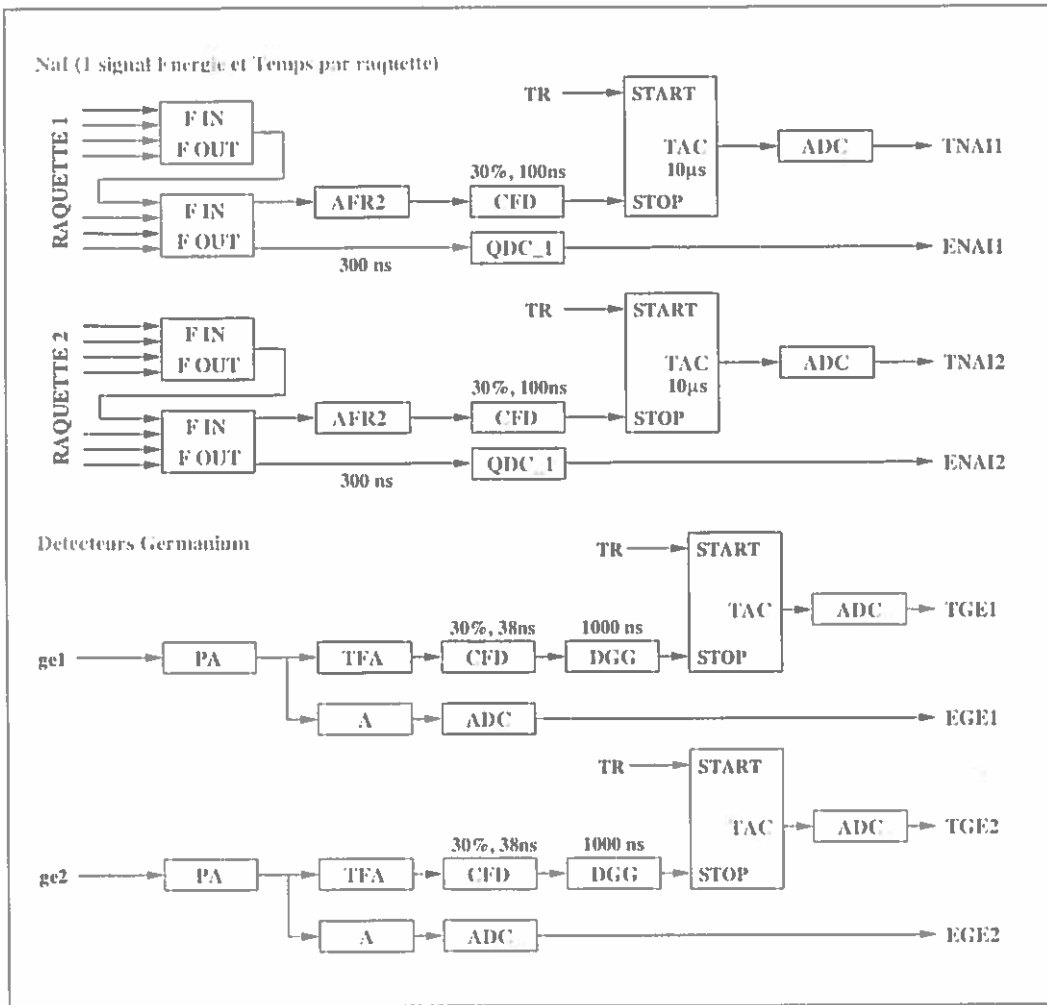 NaI (1 signal Energie et Temps par raquette)
TR
START
RAQUETTE 1
F IN
F OUT
TAC
10µs
ADC
TNAI1
30%, 100ns
F IN
F OUT
AFR2
CFD
STOP
QDC_1
ENAI1
300 ns
TR
START
RAQUETTE 2
F IN
F OUT
TAC
10µs
ADC
TNAI2
30%, 100ns
F IN
F OUT
AFR2
CFD
STOP
QDC_1
ENAI2
300 ns
Detecteurs Germanium
TR
START
TAC
ADC
TGE1
30%, 38ns
1000 ns
ge1
PA
TFA
CFD
DGG
STOP
A
ADC
EGE1
TR
START
TAC
ADC
TGE2
30%, 38ns
1000 ns
ge2
PA
TFA
CFD
DGG
STOP
A
ADC
EGE2